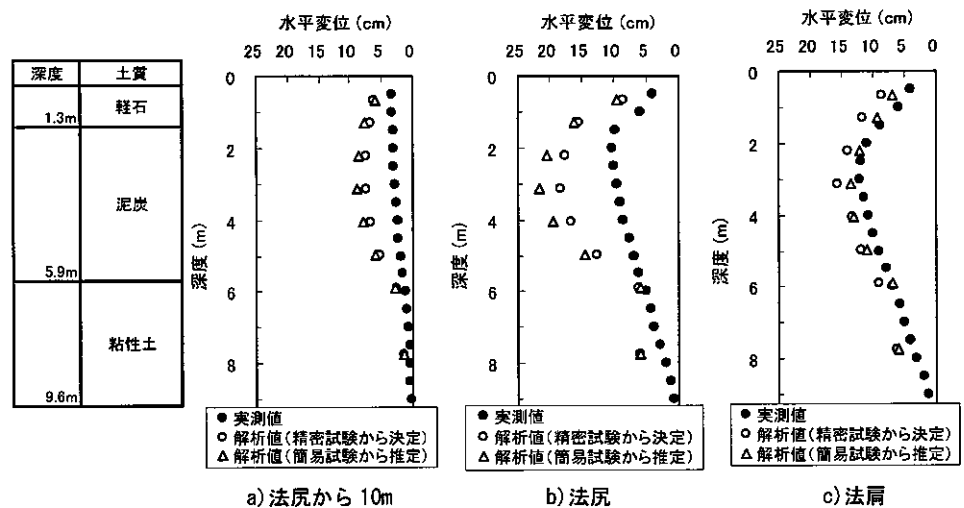 深度 土質
軽石
1.3m
泥炭
5.9m
粘性土
9.6m
水平変位(cm)
25 20 15 10 5 0
0
2
4
6
8
深度(m)
● 実測値
○ 解析値(精密試験から決定)
△ 解析値(簡易試験から推定)
a)法尻から 10m
水平変位(cm)
25 20 15 10 5 0
0
2
4
6
8
深度(m)
● 実測値
○ 解析値(精密試験から決定)
△ 解析値(簡易試験から推定)
b)法尻
水平変位(cm)
25 20 15 10 5 0
0
2
4
6
8
深度(m)
● 実測値
○ 解析値(精密試験から決定)
△ 解析値(簡易試験から推定)
c)法肩